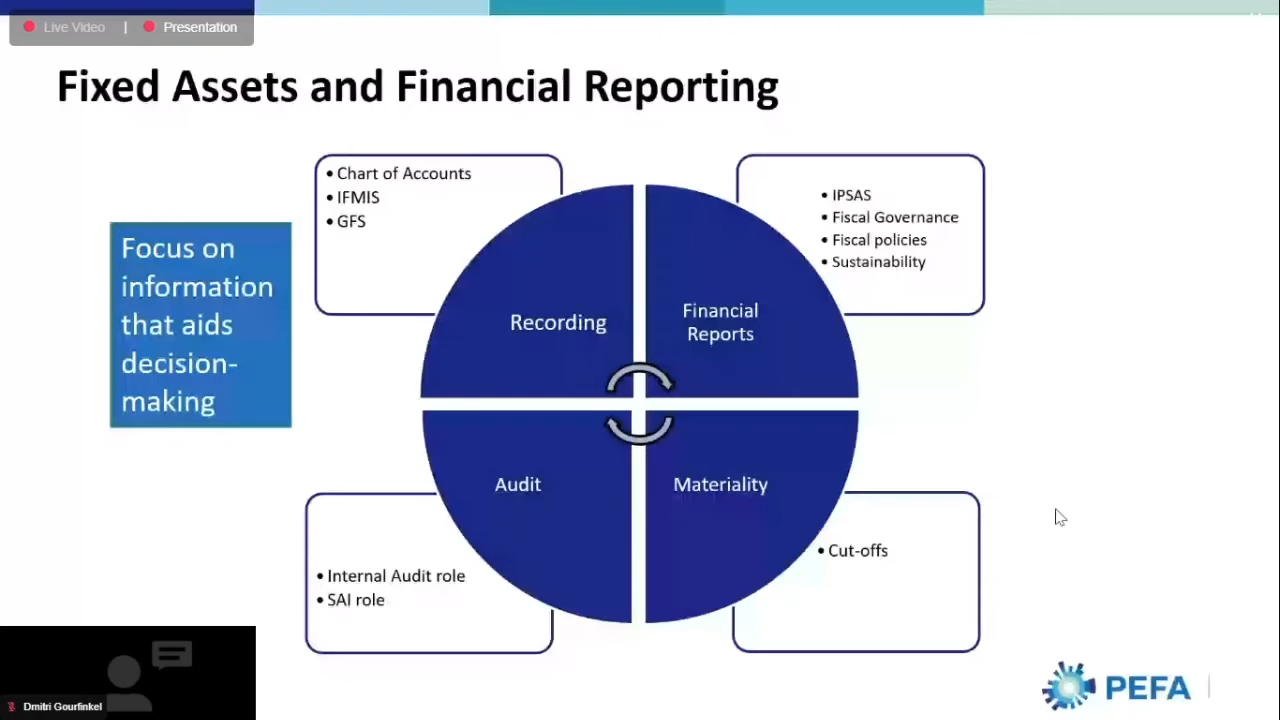 Live Video | Presentation
Fixed Assets and Financial Reporting
• Chart of Accounts
• IFMIS
• GFS
• IPSAS
• Fiscal Governance
• Fiscal policies
• Sustainability
Focus on
information
that aids
decision-
making
Recording
Financial
Reports
Audit
Materiality
• Internal Audit role
• SAI role
• Cut-offs
Dmitri Gourfinkel
PEFA